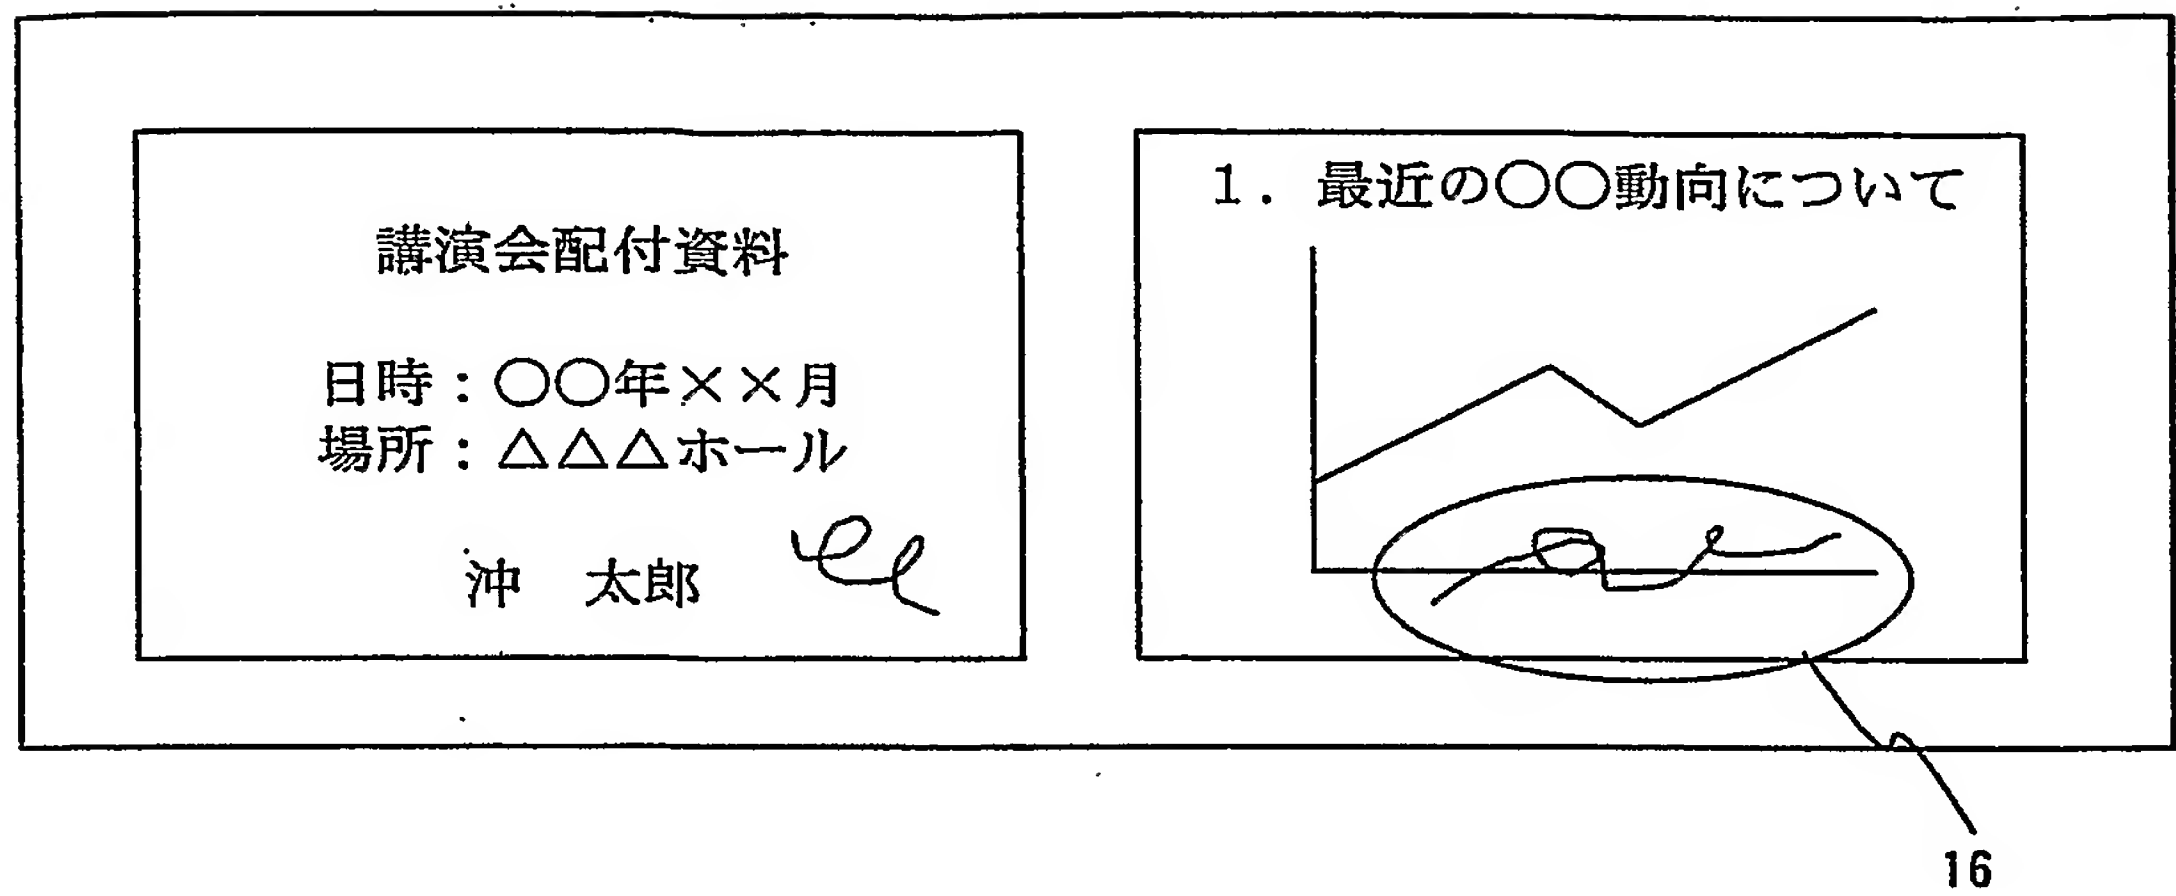 講演会配付資料
日時：○○年××月
場所：△△△ホール
沖　太郎
1．最近の○○動向について
16